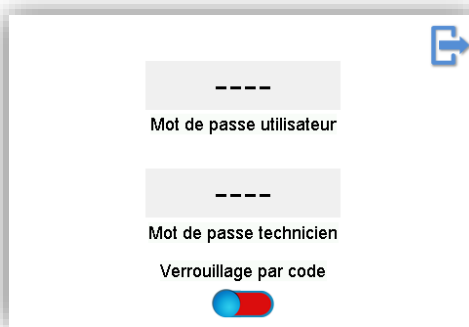 ----
Mot de passe utilisateur
----
Mot de passe technicien
Verrouillage par code